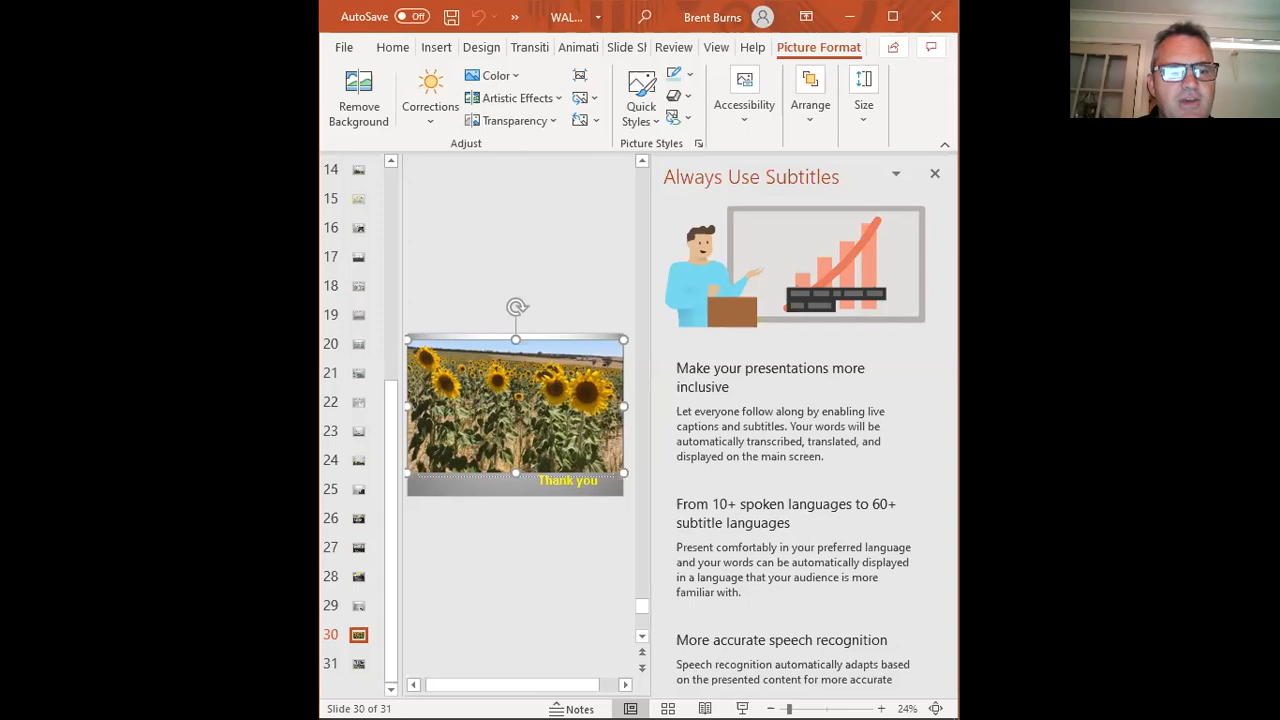 AutoSave Off WAL... Brent Burns
File Home Insert Design Transiti Animati Slide Sl Review View Help Picture Format
Remove Background
Corrections
Color
Artistic Effects
Transparency
Adjust
Quick Styles
Picture Styles
Accessibility
Arrange
Size
14
15
16
17
18
19
20
21
22
23
24
25
26
27
28
29
30
31
Thank you
Always Use Subtitles
Make your presentations more
inclusive
Let everyone follow along by enabling live
captions and subtitles. Your words will be
automatically transcribed, translated, and
displayed on the main screen.
From 10+ spoken languages to 60+
subtitle languages
Present comfortably in your preferred language
and your words can be automatically displayed
in a language that your audience is more
familiar with.
More accurate speech recognition
Speech recognition automatically adapts based
on the presented content for more accurate
Slide 30 of 31 Notes 24%